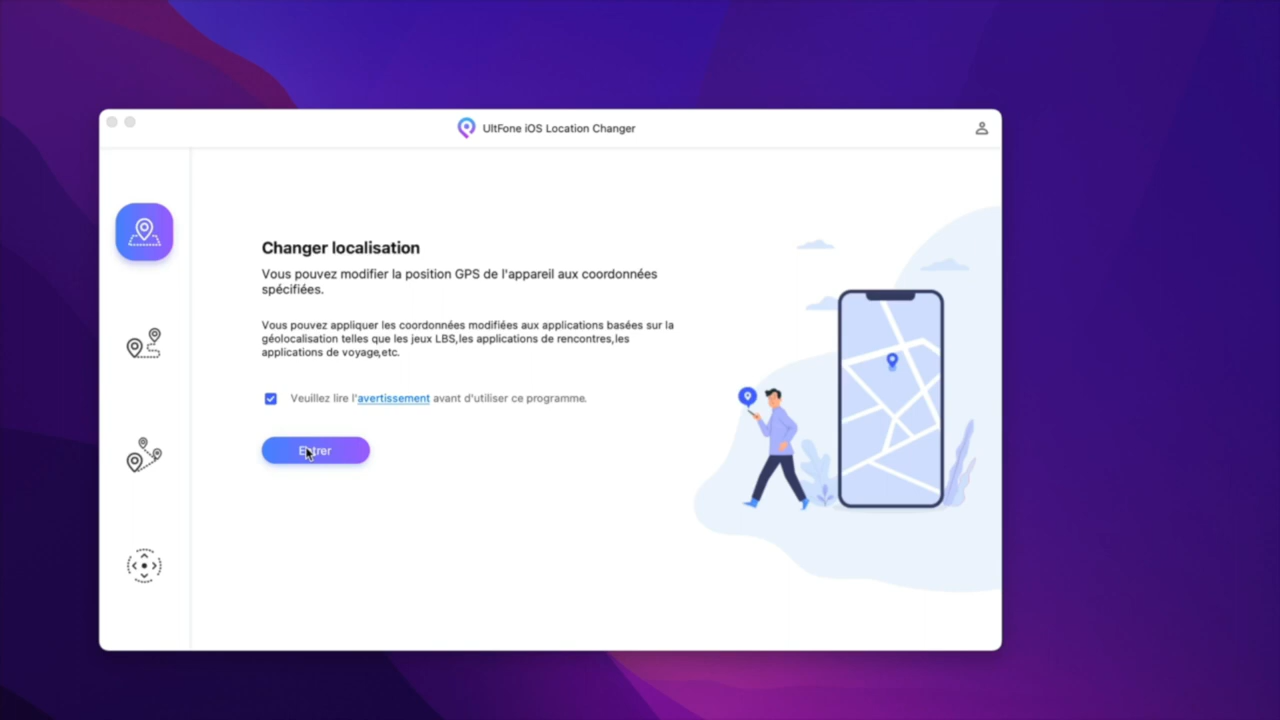 UltFone iOS Location Changer
Changer localisation
Vous pouvez modifier la position GPS de l'appareil aux coordonnées
spécifiées.
Vous pouvez appliquer les coordonnées modifiées aux applications basées sur la
géolocalisation telles que les jeux LBS,les applications de rencontres,les
applications de voyage,etc.
Veuillez lire l'avertissement avant d'utiliser ce programme.
Entrer